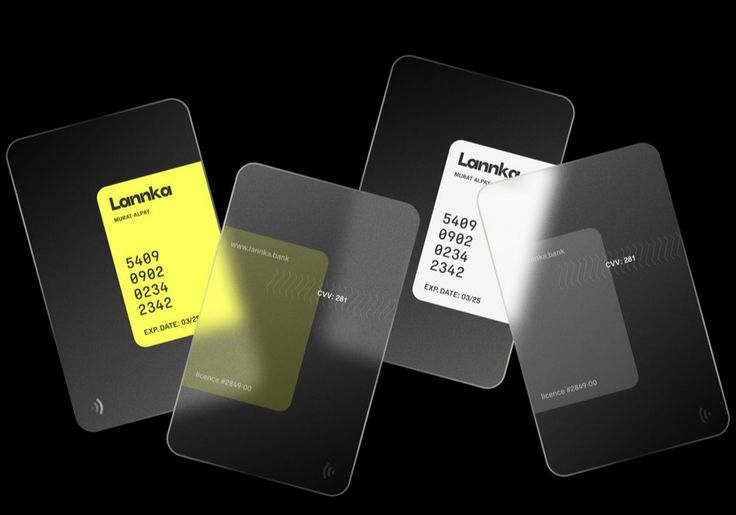 Lannka
MURAT ALPAY
5409
0902
0234
2342
EXP. DATE: 03/25
www.lannka.bank
CVV: 281
licence #2849-00
Lannka
MURAT ALPAY
5409
0902
0234
2342
EXP. DATE: 03/25
nka.bank
CVV: 281
licence #2849-00